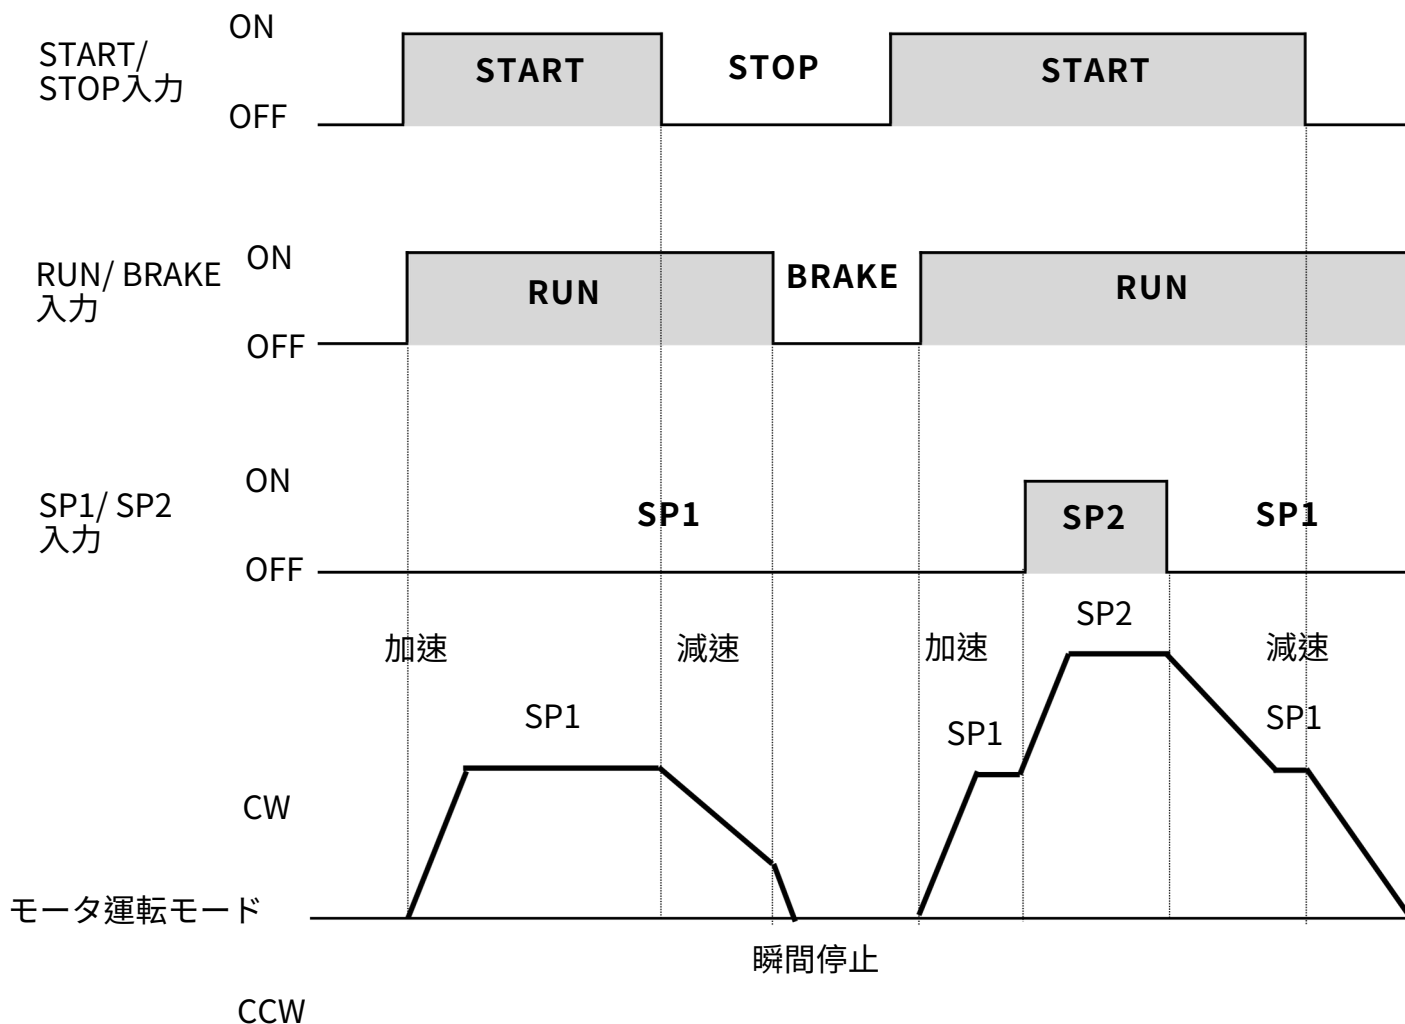 ON
START/
STOP入力
OFF
START
STOP
START
ON
RUN/ BRAKE
入力
OFF
RUN
BRAKE
RUN
ON
SP1/ SP2
入力
OFF
SP1
SP2
SP1
加速
減速
加速
SP2
減速
SP1
SP1
SP1
CW
モータ運転モード
瞬間停止
CCW